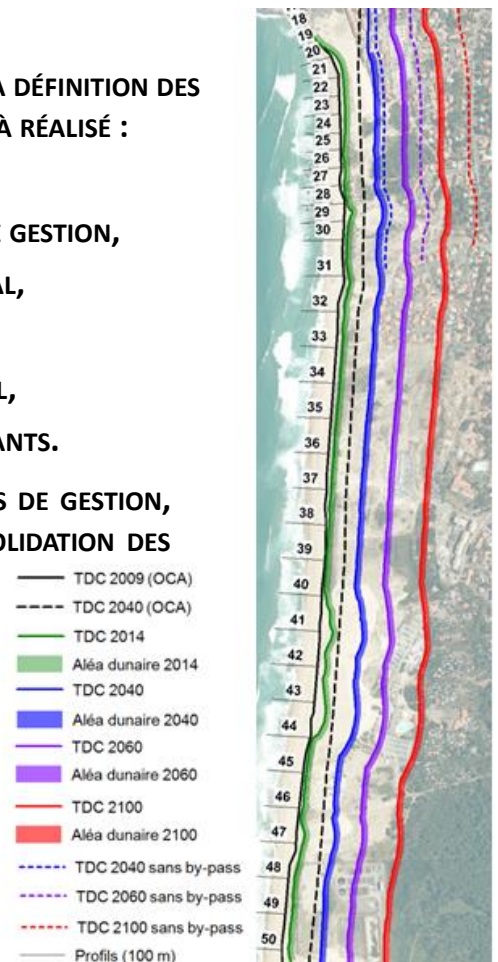 A DÉFINITION DES
À RÉALISÉ :
GESTION,
AL,
L,
ANTS.
S DE GESTION,
OLIDATION DES
TDC 2009 (OCA)
TDC 2040 (OCA)
TDC 2014
Aléa dunaire 2014
TDC 2040
Aléa dunaire 2040
TDC 2060
Aléa dunaire 2060
TDC 2100
Aléa dunaire 2100
TDC 2040 sans by-pass
TDC 2060 sans by-pass
TDC 2100 sans by-pass
Profils (100 m)
18
19
20
21
22
23
24
25
26
27
28
29
30
31
32
33
34
35
36
37
38
39
40
41
42
43
44
45
46
47
48
49
50